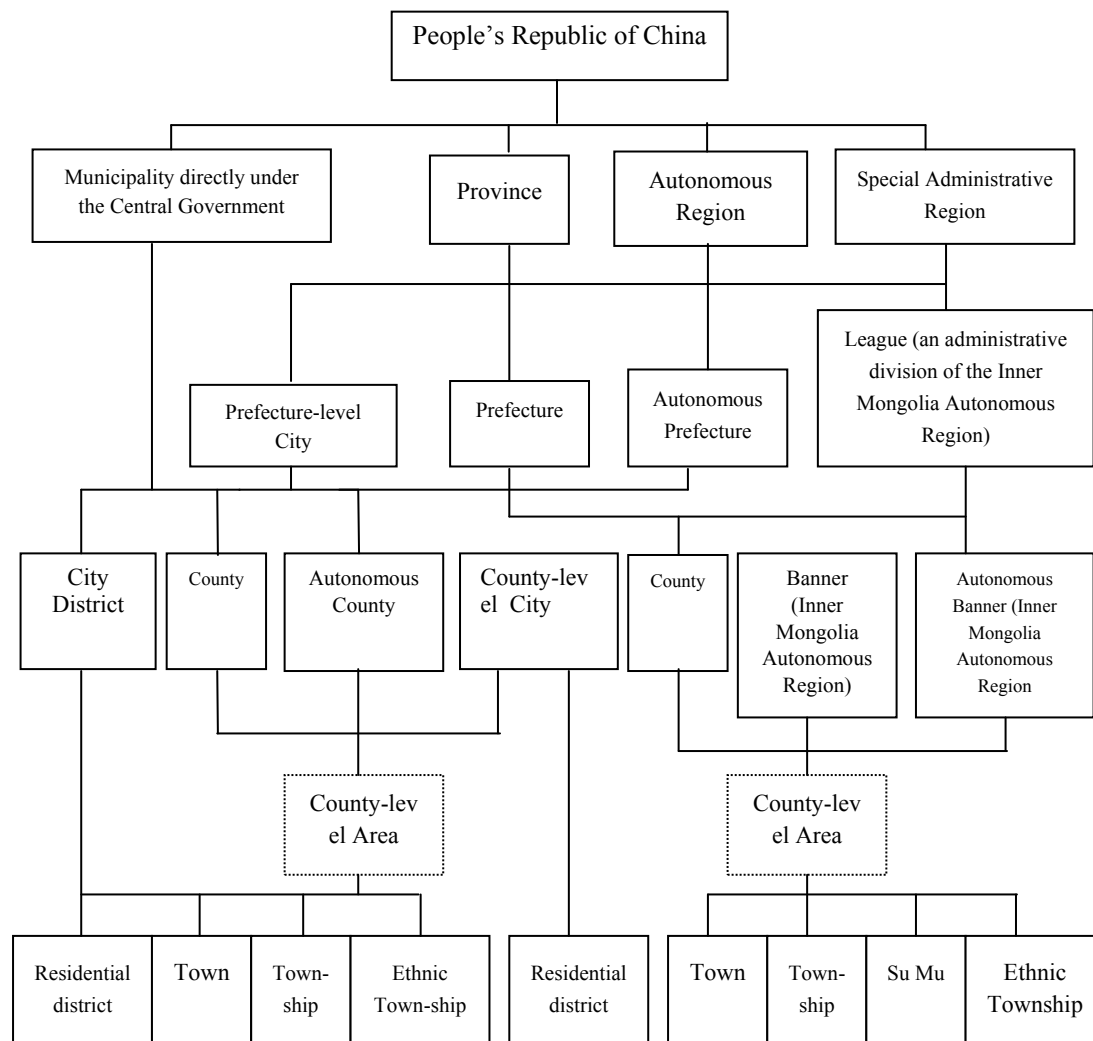 People’s Republic of China
Municipality directly under
the Central Government
Province
Autonomous
Region
Special Administrative
Region
League (an administrative
division of the Inner
Mongolia Autonomous
Region)
Prefecture-level
City
Prefecture
Autonomous
Prefecture
City
District
County
Autonomous
County
County-lev
el City
County
Banner
(Inner
Mongolia
Autonomous
Region)
Autonomous
Banner (Inner
Mongolia
Autonomous
Region
County-lev
el Area
County-lev
el Area
Residential
district
Town
Town-
ship
Ethnic
Town-ship
Residential
district
Town
Town-
ship
Su Mu
Ethnic
Township